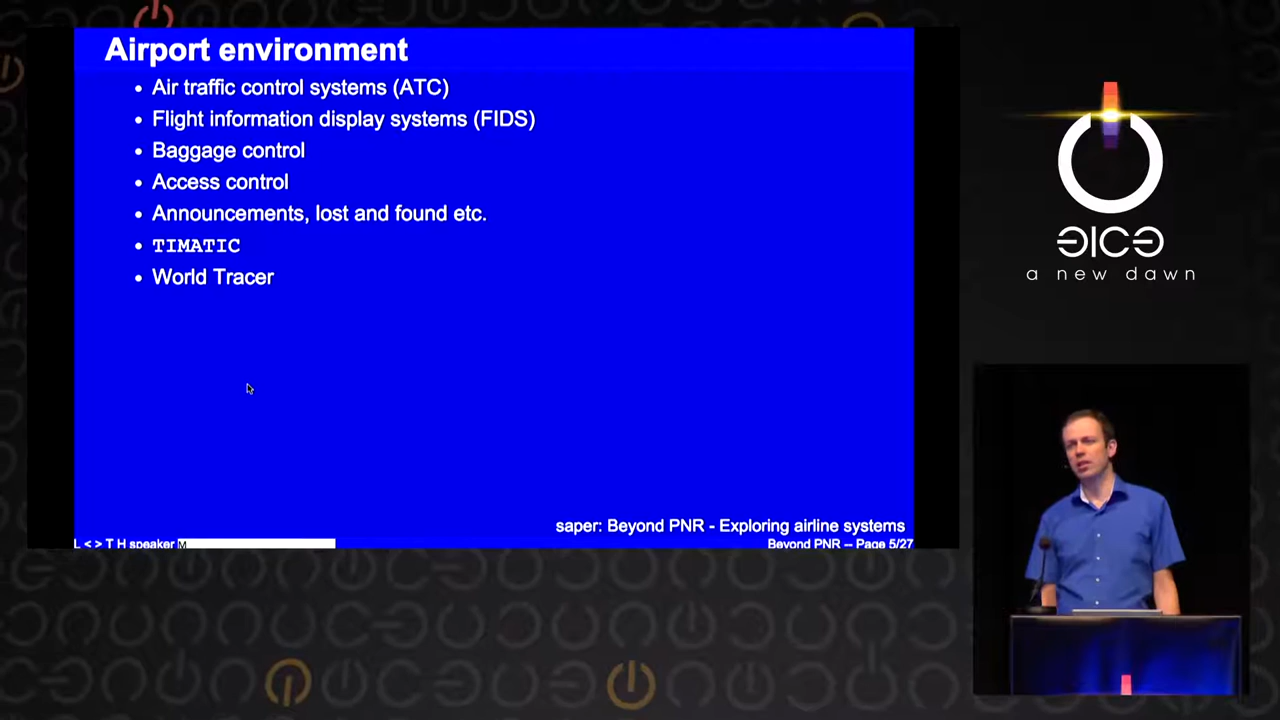 Airport environment
Air traffic control systems (ATC)
Flight information display systems (FIDS)
Baggage control
Access control
Announcements, lost and found etc.
TIMATIC
World Tracer
saper: Beyond PNR - Exploring airline systems
L < > T H speaker M
Beyond PNR -- Page 5/27
a new dawn